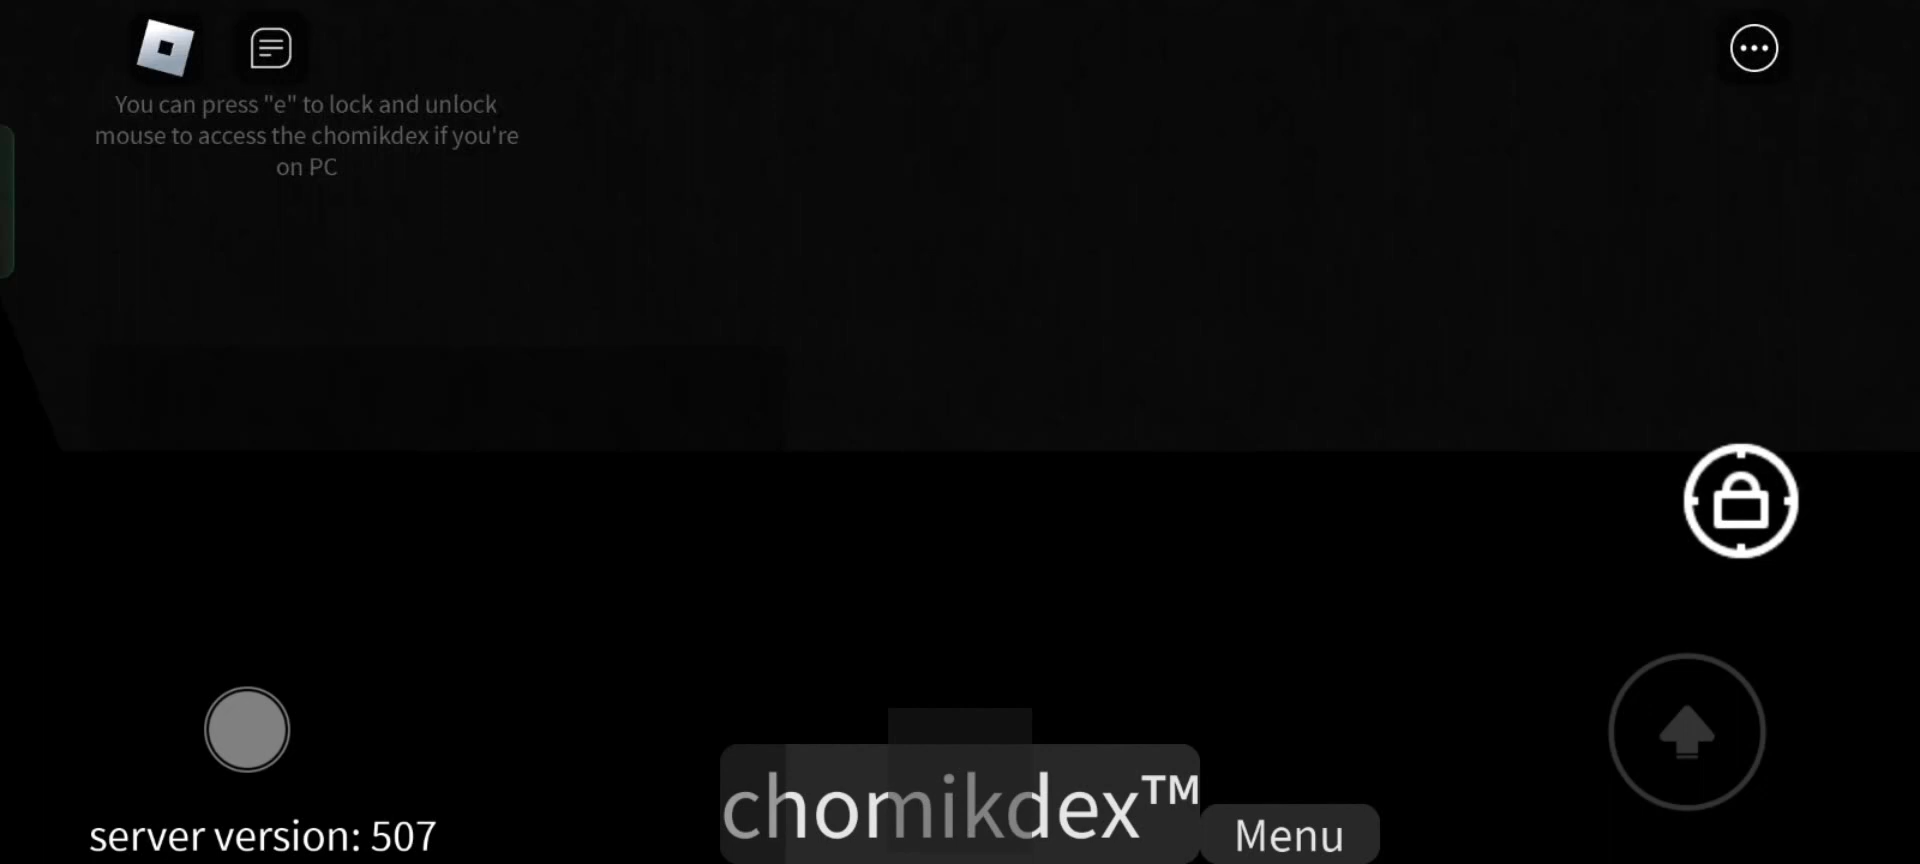 You can press "e" to lock and unlock
mouse to access the chomikdex if you're
on PC
server version: 507
chomikdex™
Menu